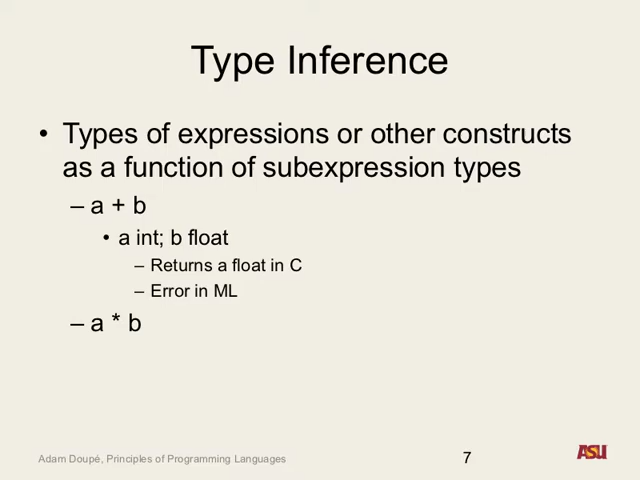 Type Inference
• Types of expressions or other constructs
as a function of subexpression types
– a + b
• a int; b float
– Returns a float in C
– Error in ML
– a * b
Adam Doupé, Principles of Programming Languages
7
ASU